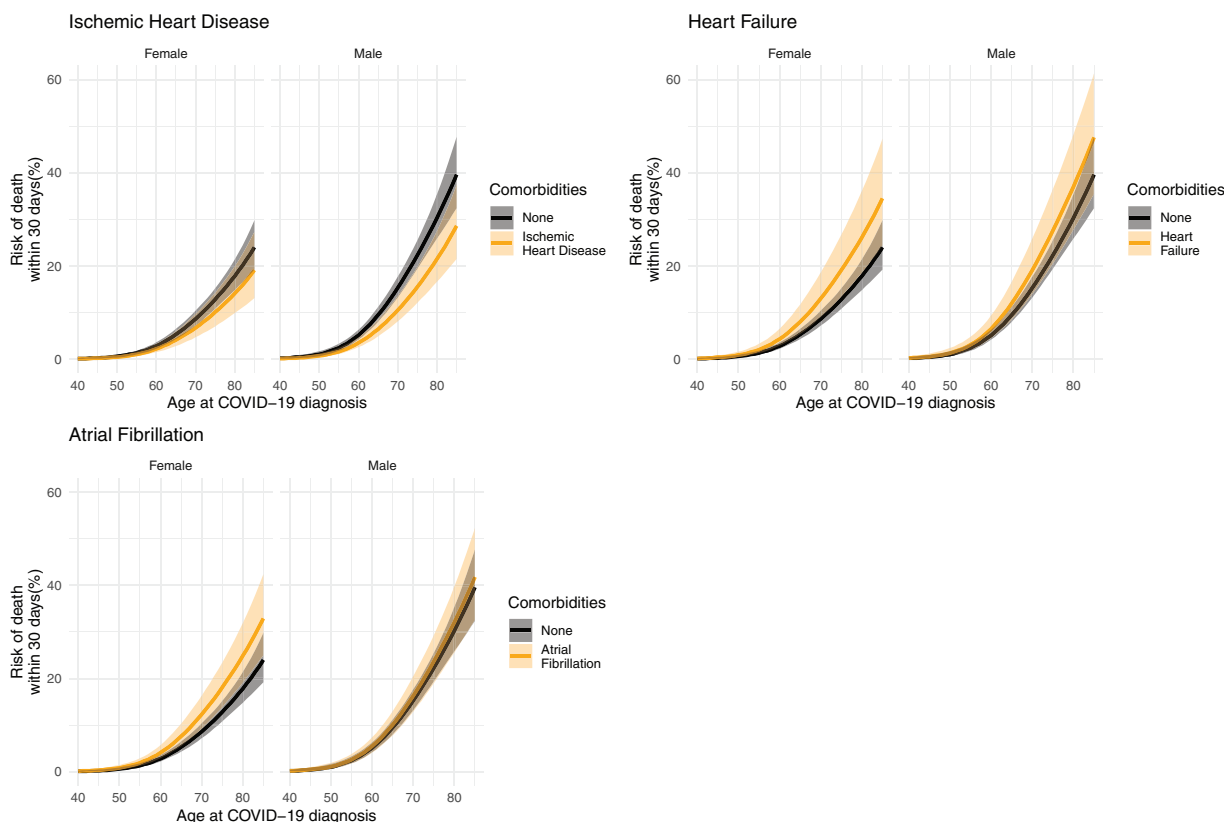 Ischemic Heart Disease
Female
Male
60
40
20
0
Risk of death
within 30 days(%)
40 50 60 70 80
40 50 60 70 80
Age at COVID−19 diagnosis
Comorbidities
None
Ischemic
Heart Disease
Heart Failure
Female
Male
60
40
20
0
Risk of death
within 30 days(%)
40 50 60 70 80
40 50 60 70 80
Age at COVID−19 diagnosis
Comorbidities
None
Heart
Failure
Atrial Fibrillation
Female
Male
60
40
20
0
Risk of death
within 30 days(%)
40 50 60 70 80
40 50 60 70 80
Age at COVID−19 diagnosis
Comorbidities
None
Atrial
Fibrillation